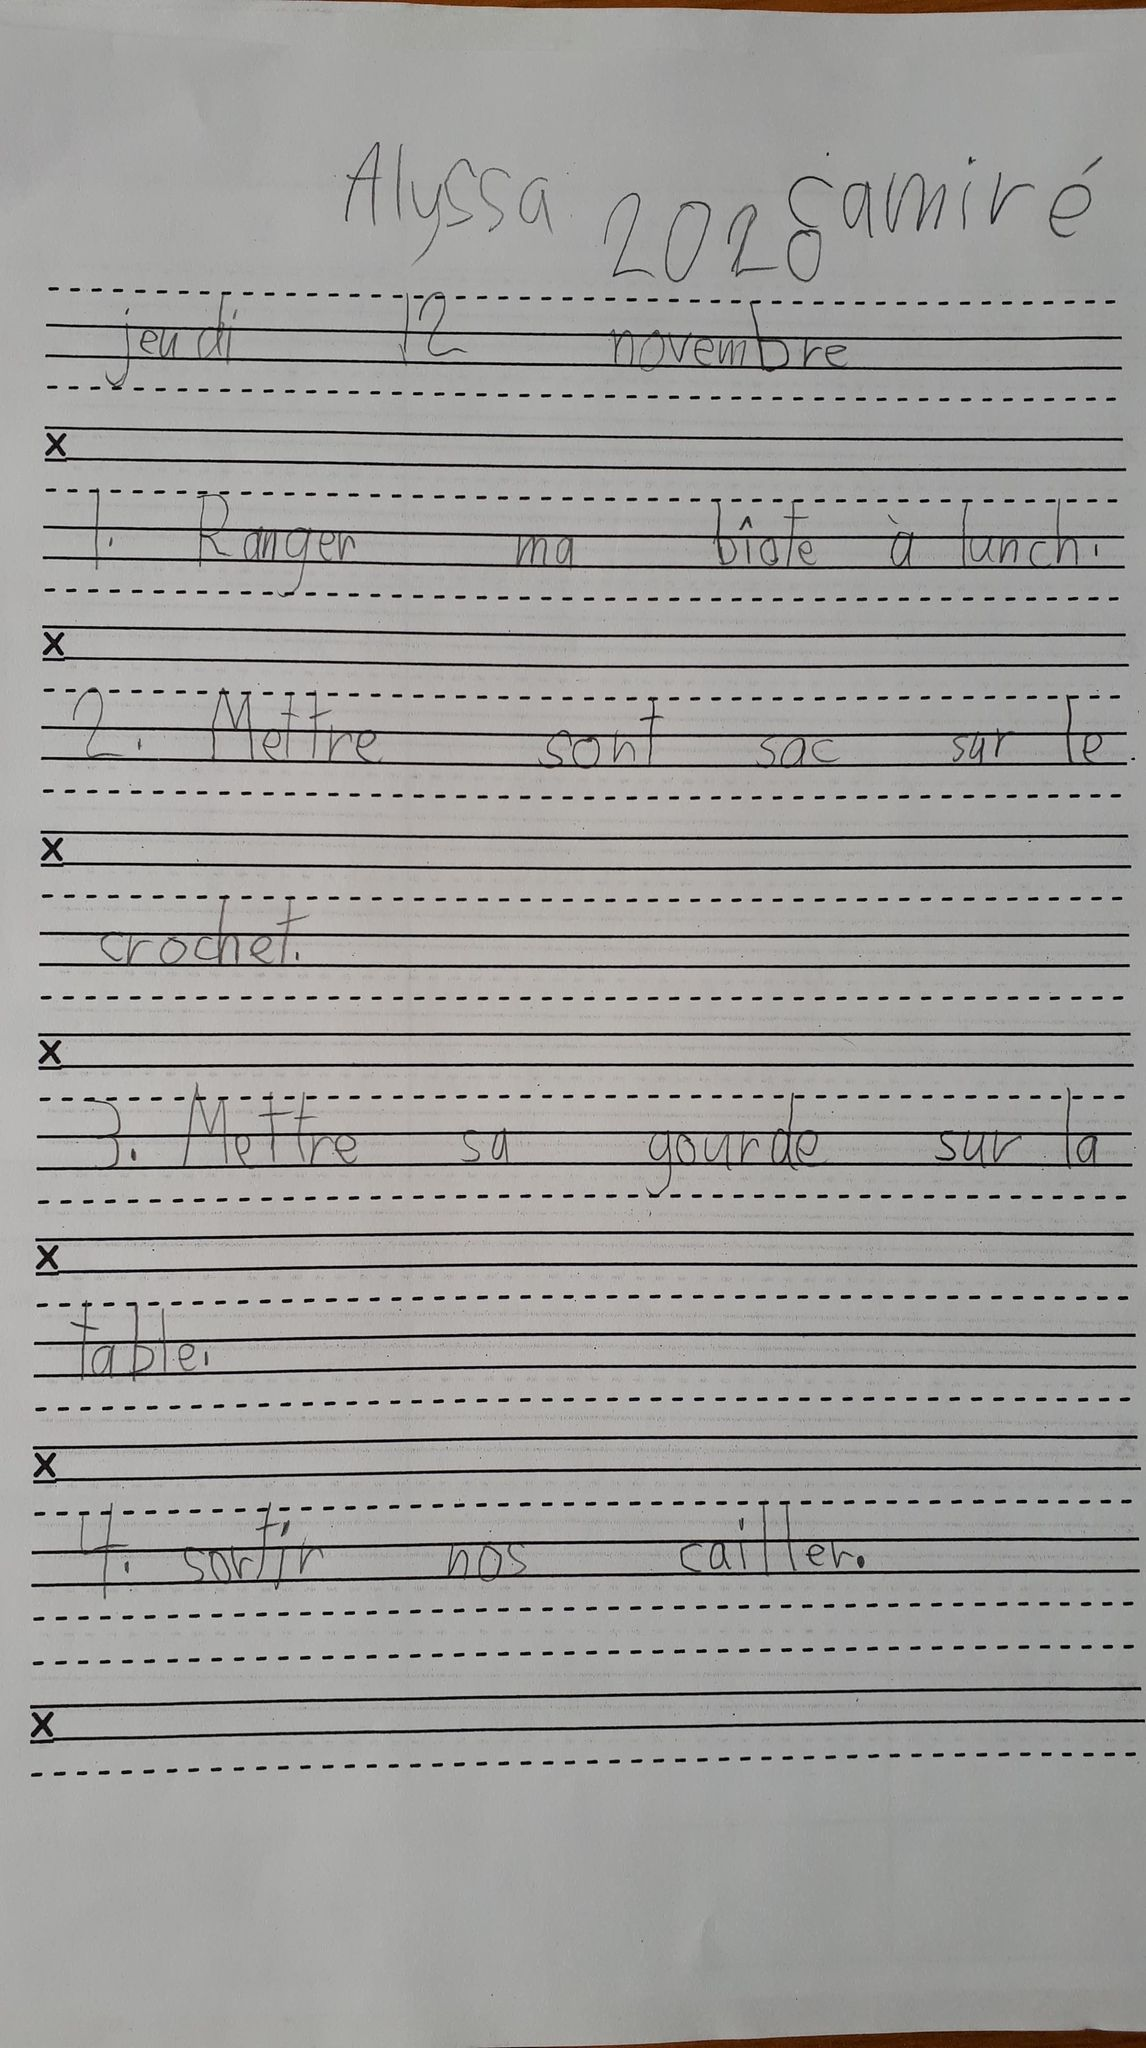 Alyssa Samiré
2026
jeudi 12 novembre
x
1. Ranger ma bîote à lunch.
x
2. Mettre sont sac sur le
x
crochet.
x
3. Mettre sa gourde sur la
x
table.
x
4. sortir nos cailler.
x